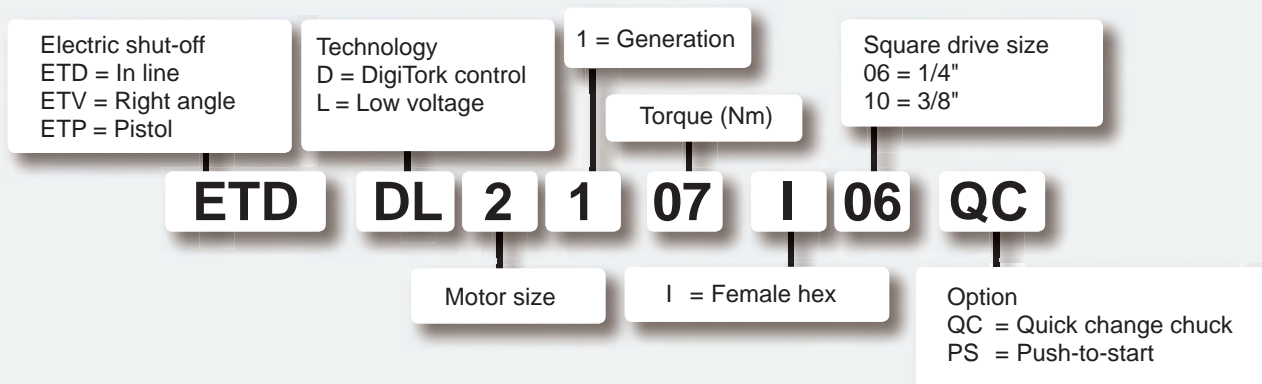 Electric shut-off
ETD = In line
ETV = Right angle
ETP = Pistol
Technology
D = DigiTork control
L = Low voltage
1 = Generation
Torque (Nm)
Square drive size
06 = 1/4"
10 = 3/8"
ETD DL 2 1 07 I 06 QC
Motor size
I = Female hex
Option
QC = Quick change chuck
PS = Push-to-start